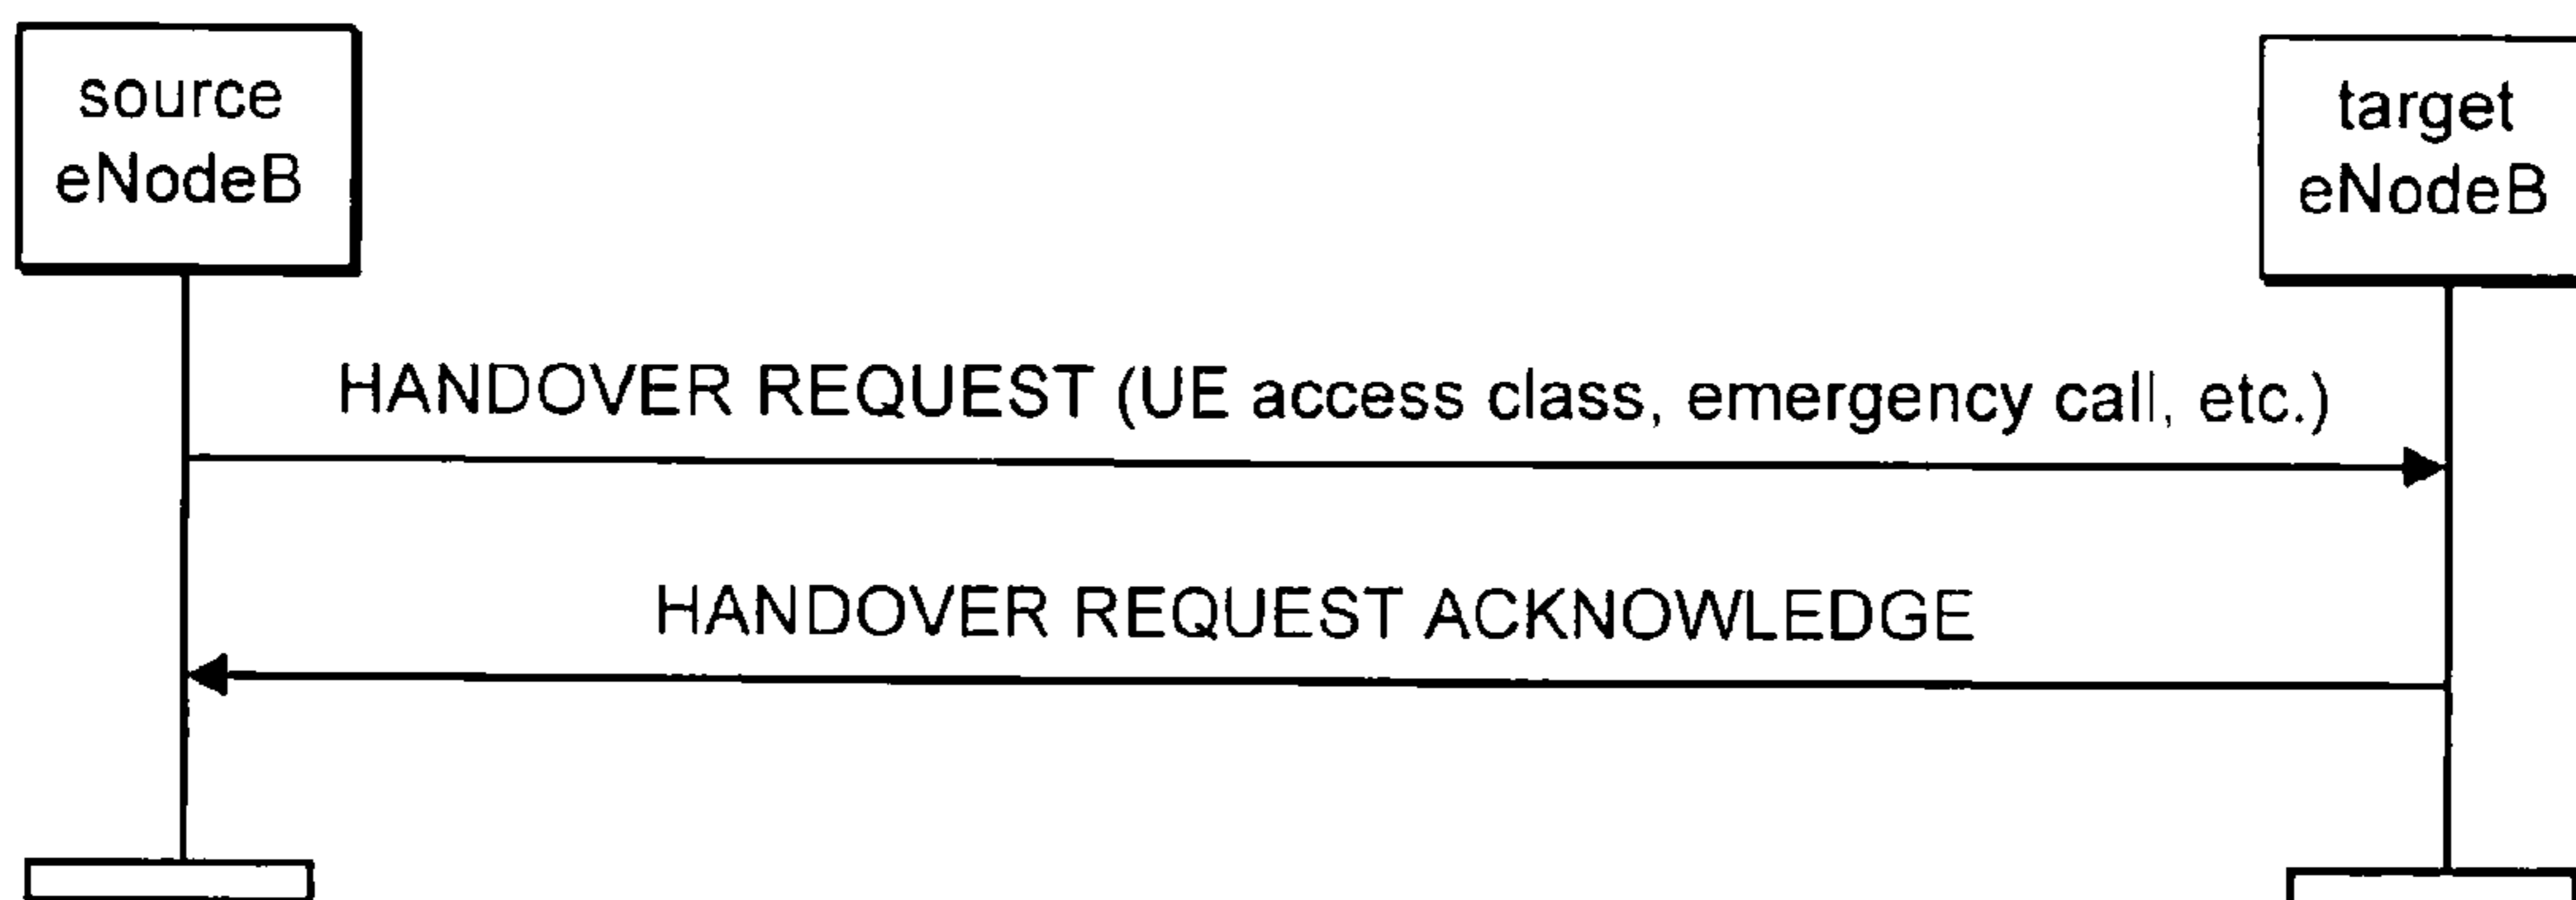 source
eNodeB
target
eNodeB
HANDOVER REQUEST (UE access class, emergency call, etc.)
HANDOVER REQUEST ACKNOWLEDGE